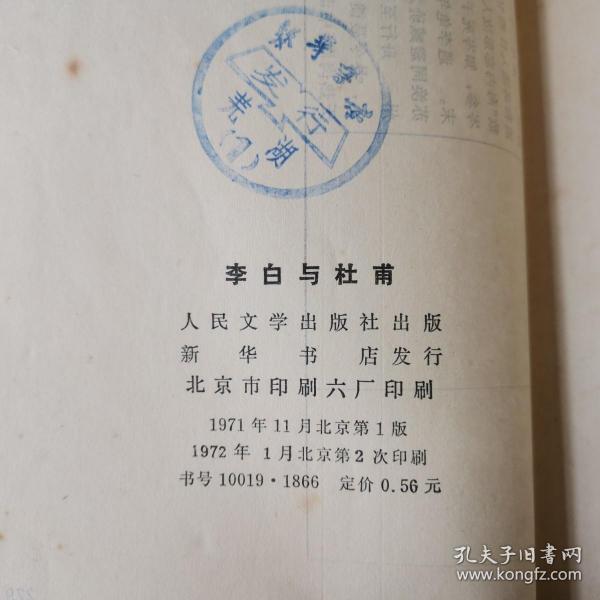 发行
芜湖
李白与杜甫
人民文学出版社出版
新华书店发行
北京市印刷六厂印刷
1971年11月北京第1版
1972年1月北京第2次印刷
书号10019·1866 定价0.56元
孔夫子旧书网
www.kongfz.com